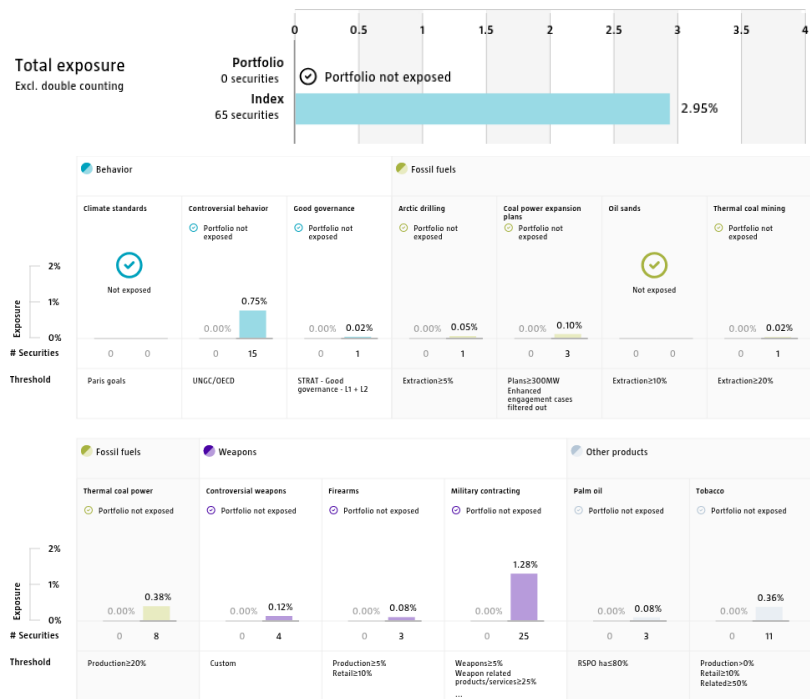 0 0.5 1 1.5 2 2.5 3 3.5 4
Total exposure
Excl. double counting
Portfolio
0 securities
Portfolio not exposed
Index
65 securities
2.95%
Behavior
Fossil fuels
Climate standards
Controversial behavior
Good governance
Arctic drilling
Coal power expansion
plans
Oil sands
Thermal coal mining
Portfolio not
exposed
Portfolio not
exposed
Portfolio not
exposed
Portfolio not
exposed
Portfolio not
exposed
Not exposed
Not exposed
Exposure
2%
1%
0%
0.00% 0.75%
0.00% 0.02%
0.00% 0.05%
0.00% 0.10%
0.00% 0.02%
# Securities
0 0 0 15 0 1 0 1 0 3 0 0 0 1
Threshold
Paris goals
UNGC/OECD
STRAT - Good
governance - L1 + L2
Extraction≥5%
Plans≥300MW
Enhanced
engagement cases
filtered out
Extraction≥10%
Extraction≥20%
Fossil fuels
Weapons
Other products
Thermal coal power
Controversial weapons
Firearms
Military contracting
Palm oil
Tobacco
Portfolio not exposed
Portfolio not exposed
Portfolio not exposed
Portfolio not exposed
Portfolio not exposed
Portfolio not exposed
Exposure
2%
1%
0%
0.00% 0.38%
0.00% 0.12%
0.00% 0.08%
0.00% 1.28%
0.00% 0.08%
0.00% 0.36%
# Securities
0 8 0 4 0 3 0 25 0 3 0 11
Threshold
Production≥20%
Custom
Production≥5%
Retail≥10%
Weapons≥5%
Weapon related
products/services≥25%
...
RSPO ha≤80%
Production>0%
Retail≥10%
Related≥50%